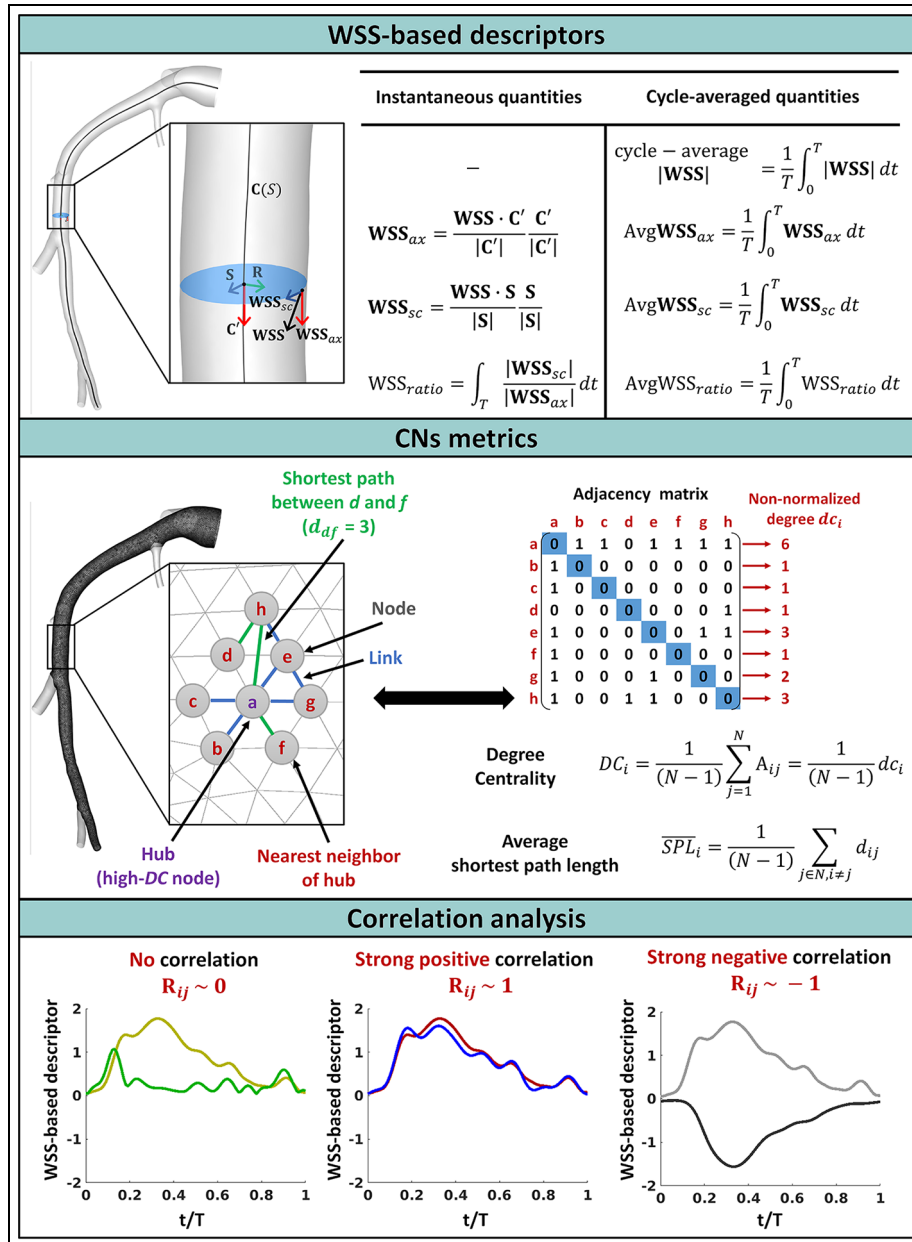 WSS-based descriptors
Instantaneous quantities
Cycle-averaged quantities
C(S)
S
R
WSS_sc
C′
WSS
WSS_ax
–
cycle – average |WSS| = 1/T ∫_0^T |WSS| dt
WSS_ax = (WSS · C′)/|C′| C′/|C′|
AvgWSS_ax = 1/T ∫_0^T WSS_ax dt
WSS_sc = (WSS · S)/|S| S/|S|
AvgWSS_sc = 1/T ∫_0^T WSS_sc dt
WSS_ratio = ∫_T |WSS_sc|/|WSS_ax| dt
AvgWSS_ratio = 1/T ∫_0^T WSS_ratio dt
CNs metrics
Shortest path
between d and f
(d_df = 3)
Node
Link
h
d
e
c
a
g
b
f
Hub
(high-DC node)
Nearest neighbor
of hub
Adjacency matrix
Non-normalized
degree dc_i
a b c d e f g h
a 0 1 1 0 1 1 1 1 6
b 1 0 0 0 0 0 0 0 1
c 1 0 0 0 0 0 0 0 1
d 0 0 0 0 0 0 0 1 1
e 1 0 0 0 0 0 1 1 3
f 1 0 0 0 0 0 0 0 1
g 1 0 0 0 1 0 0 0 2
h 1 0 0 1 1 0 0 0 3
Degree
Centrality
DC_i = 1/(N − 1) ∑_{j=1}^N A_ij = 1/(N − 1) dc_i
Average
shortest path length
S̅P̅L̅_i = 1/(N − 1) ∑_{j∈N,i≠j} d_ij
Correlation analysis
No correlation
R_ij ~ 0
WSS-based descriptor
2
1
0
-1
-2
0 0.2 0.4 0.6 0.8 1
t/T
Strong positive correlation
R_ij ~ 1
WSS-based descriptor
2
1
0
-1
-2
0 0.2 0.4 0.6 0.8 1
t/T
Strong negative correlation
R_ij ~ − 1
WSS-based descriptor
2
1
0
-1
-2
0 0.2 0.4 0.6 0.8 1
t/T